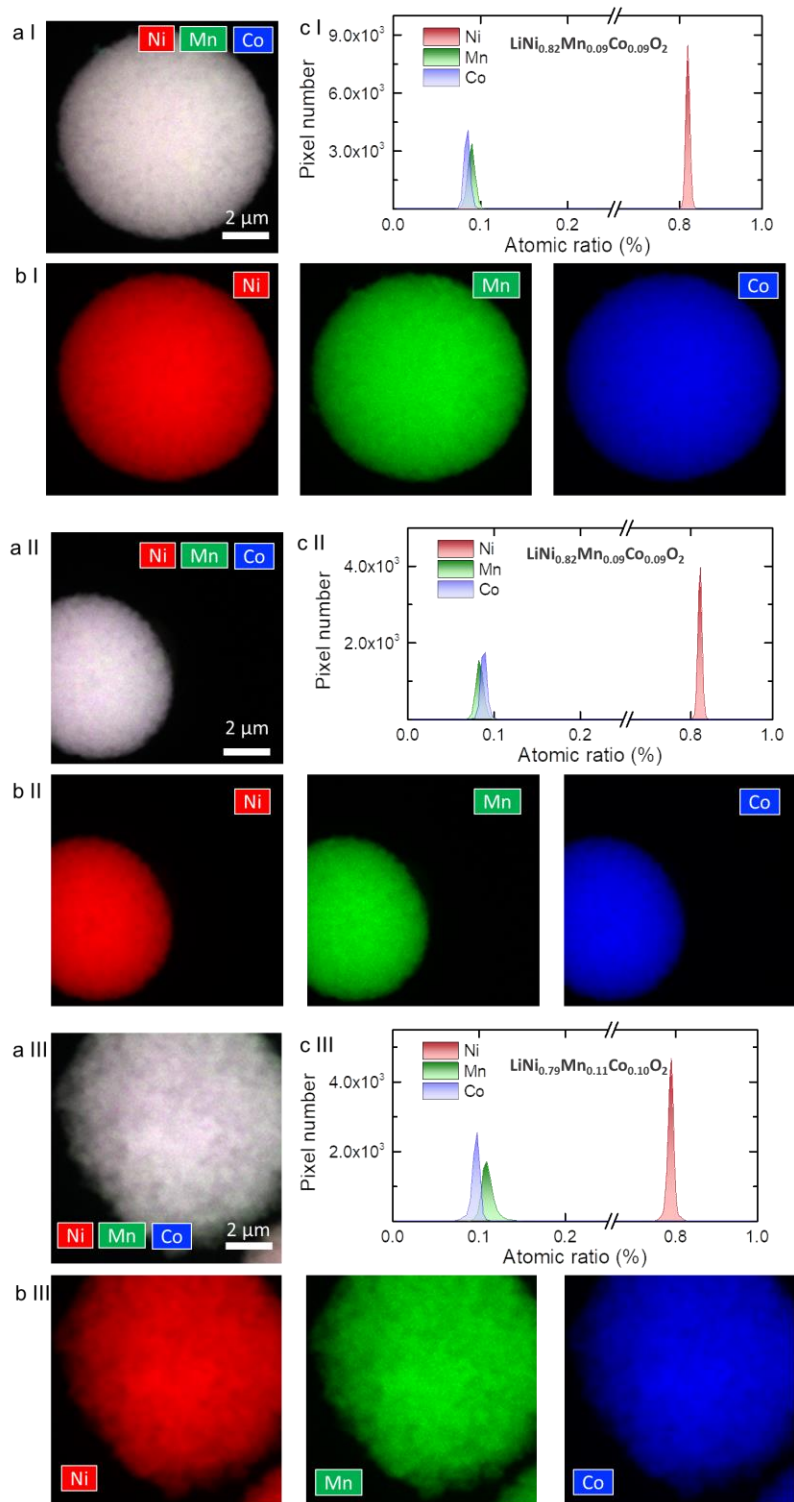 a I
Ni Mn Co
2 μm
c I
Ni
Mn
Co
LiNi₀.₈₂Mn₀.₀₉Co₀.₀₉O₂
9.0x10³
6.0x10³
3.0x10³
Pixel number
0.0 0.1 0.2 0.8 1.0
Atomic ratio (%)
b I
Ni
Mn
Co
a II
Ni Mn Co
2 μm
c II
Ni
Mn
Co
LiNi₀.₈₂Mn₀.₀₉Co₀.₀₉O₂
4.0x10³
2.0x10³
Pixel number
0.0 0.1 0.2 0.8 1.0
Atomic ratio (%)
b II
Ni
Mn
Co
a III
Ni Mn Co
2 μm
c III
Ni
Mn
Co
LiNi₀.₇₉Mn₀.₁₁Co₀.₁₀O₂
4.0x10³
2.0x10³
Pixel number
0.0 0.1 0.2 0.8 1.0
Atomic ratio (%)
b III
Ni
Mn
Co